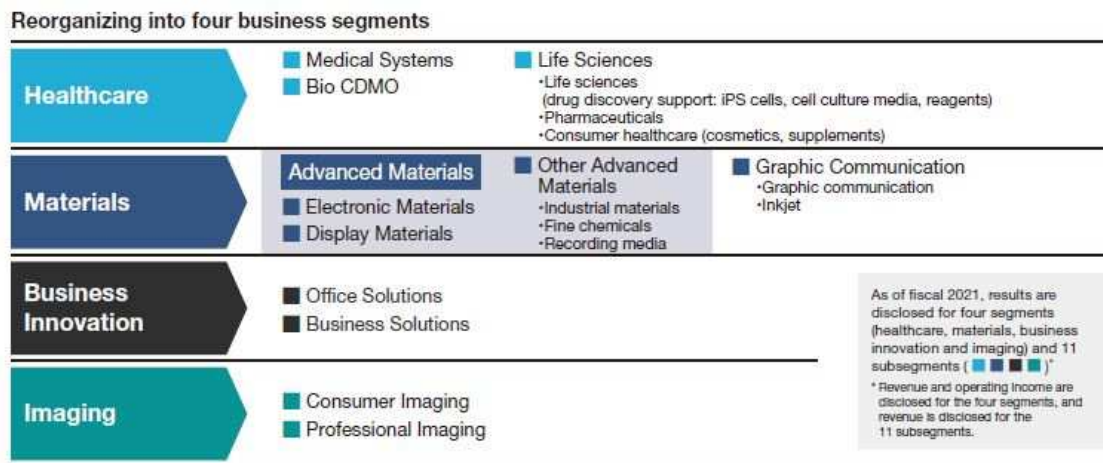 Reorganizing into four business segments
Healthcare
■ Medical Systems
■ Bio CDMO
■ Life Sciences
・Life sciences
(drug discovery support: iPS cells, cell culture media, reagents)
・Pharmaceuticals
・Consumer healthcare (cosmetics, supplements)
Materials
Advanced Materials
■ Electronic Materials
■ Display Materials
■ Other Advanced
Materials
・Industrial materials
・Fine chemicals
・Recording media
■ Graphic Communication
・Graphic communication
・Inkjet
Business
Innovation
■ Office Solutions
■ Business Solutions
Imaging
■ Consumer Imaging
■ Professional Imaging
As of fiscal 2021, results are
disclosed for four segments
(healthcare, materials, business
innovation and imaging) and 11
subsegments ( ■ ■ ■ ■ )*
* Revenue and operating income are
disclosed for the four segments, and
revenue is disclosed for the
11 subsegments.